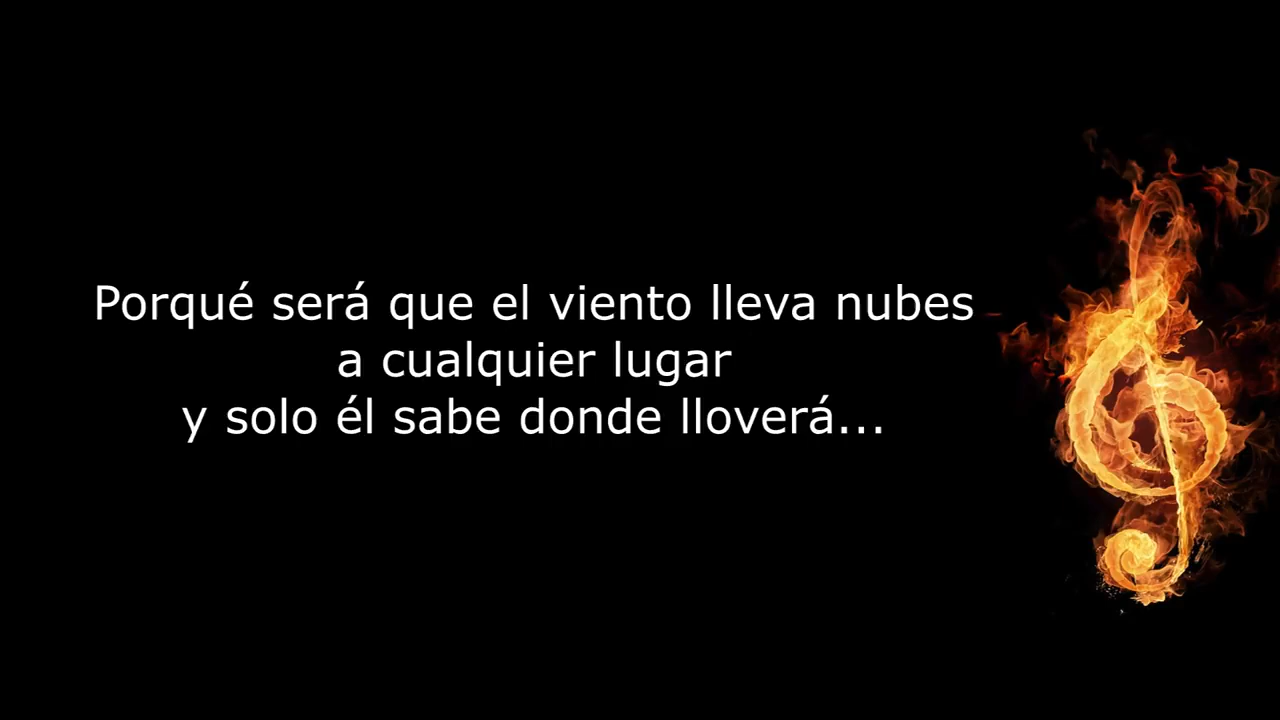 Porqué será que el viento lleva nubes
a cualquier lugar
y solo él sabe donde lloverá...